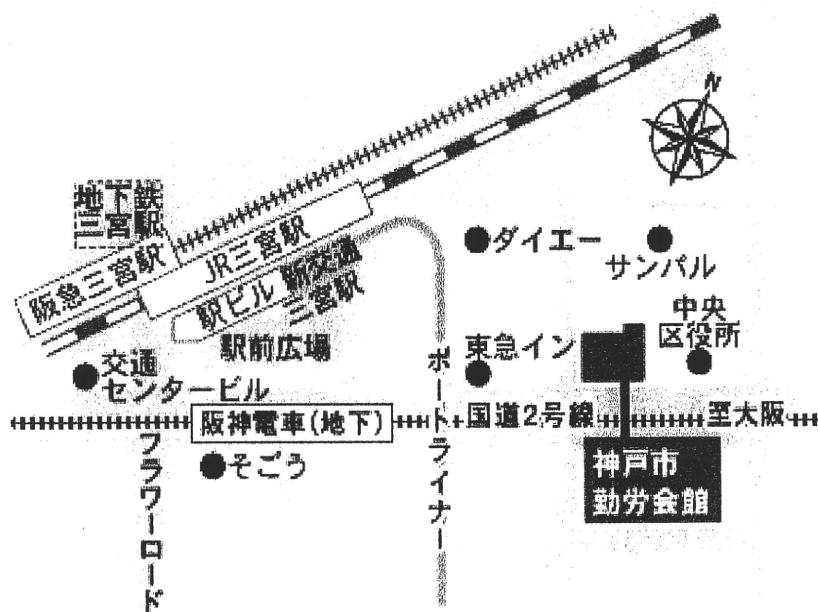 N
地下鉄
三宮駅
阪急三宮駅
JR三宮駅
駅ビル
新交通
三宮駅
駅前広場
ダイエー
サンパル
中央
区役所
東急イン
交通
センタービル
阪神電車(地下)
国道2号線
至大阪
そごう
神戸市
勤労会館
フラワーロード
ポートライナー